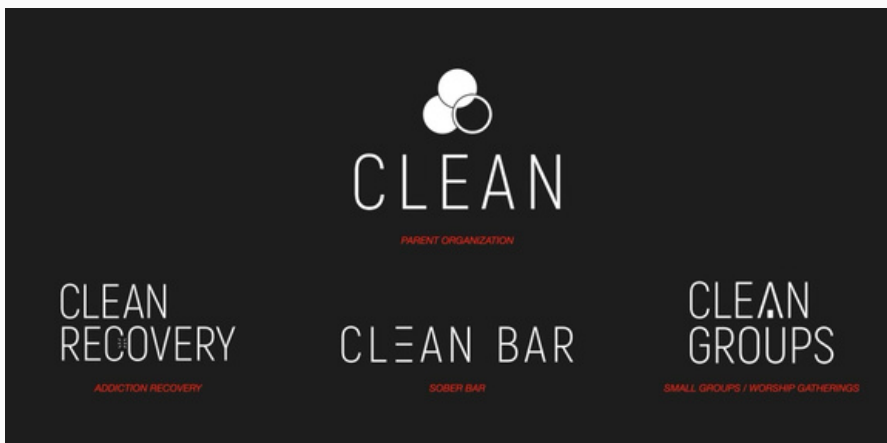 CLEAN
PARENT ORGANIZATION
CLEAN
RECOVERY
ADDICTION RECOVERY
CLEAN BAR
SOBER BAR
CLEAN
GROUPS
SMALL GROUPS / WORSHIP GATHERINGS